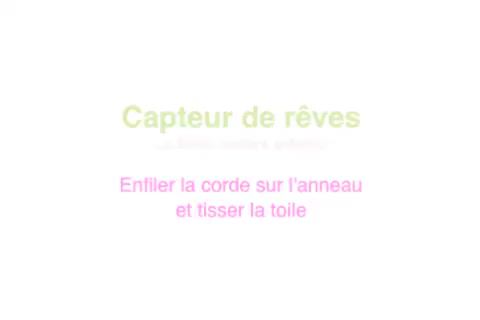 Capteur de rêves
Enfiler la corde sur l'anneau
et tisser la toile